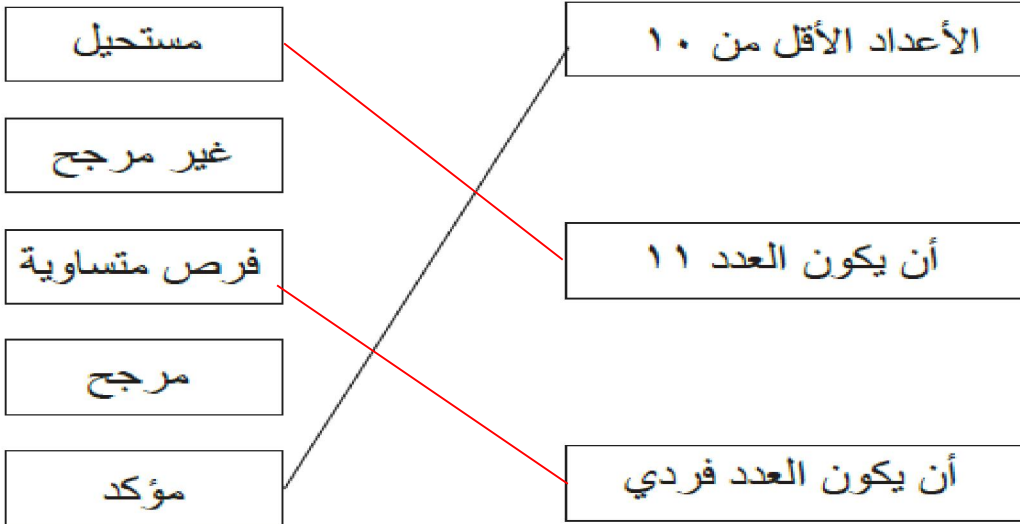 الأعداد الأقل من ١٠
أن يكون العدد ١١
أن يكون العدد فردي
مستحيل
غير مرجح
فرص متساوية
مرجح
مؤكد